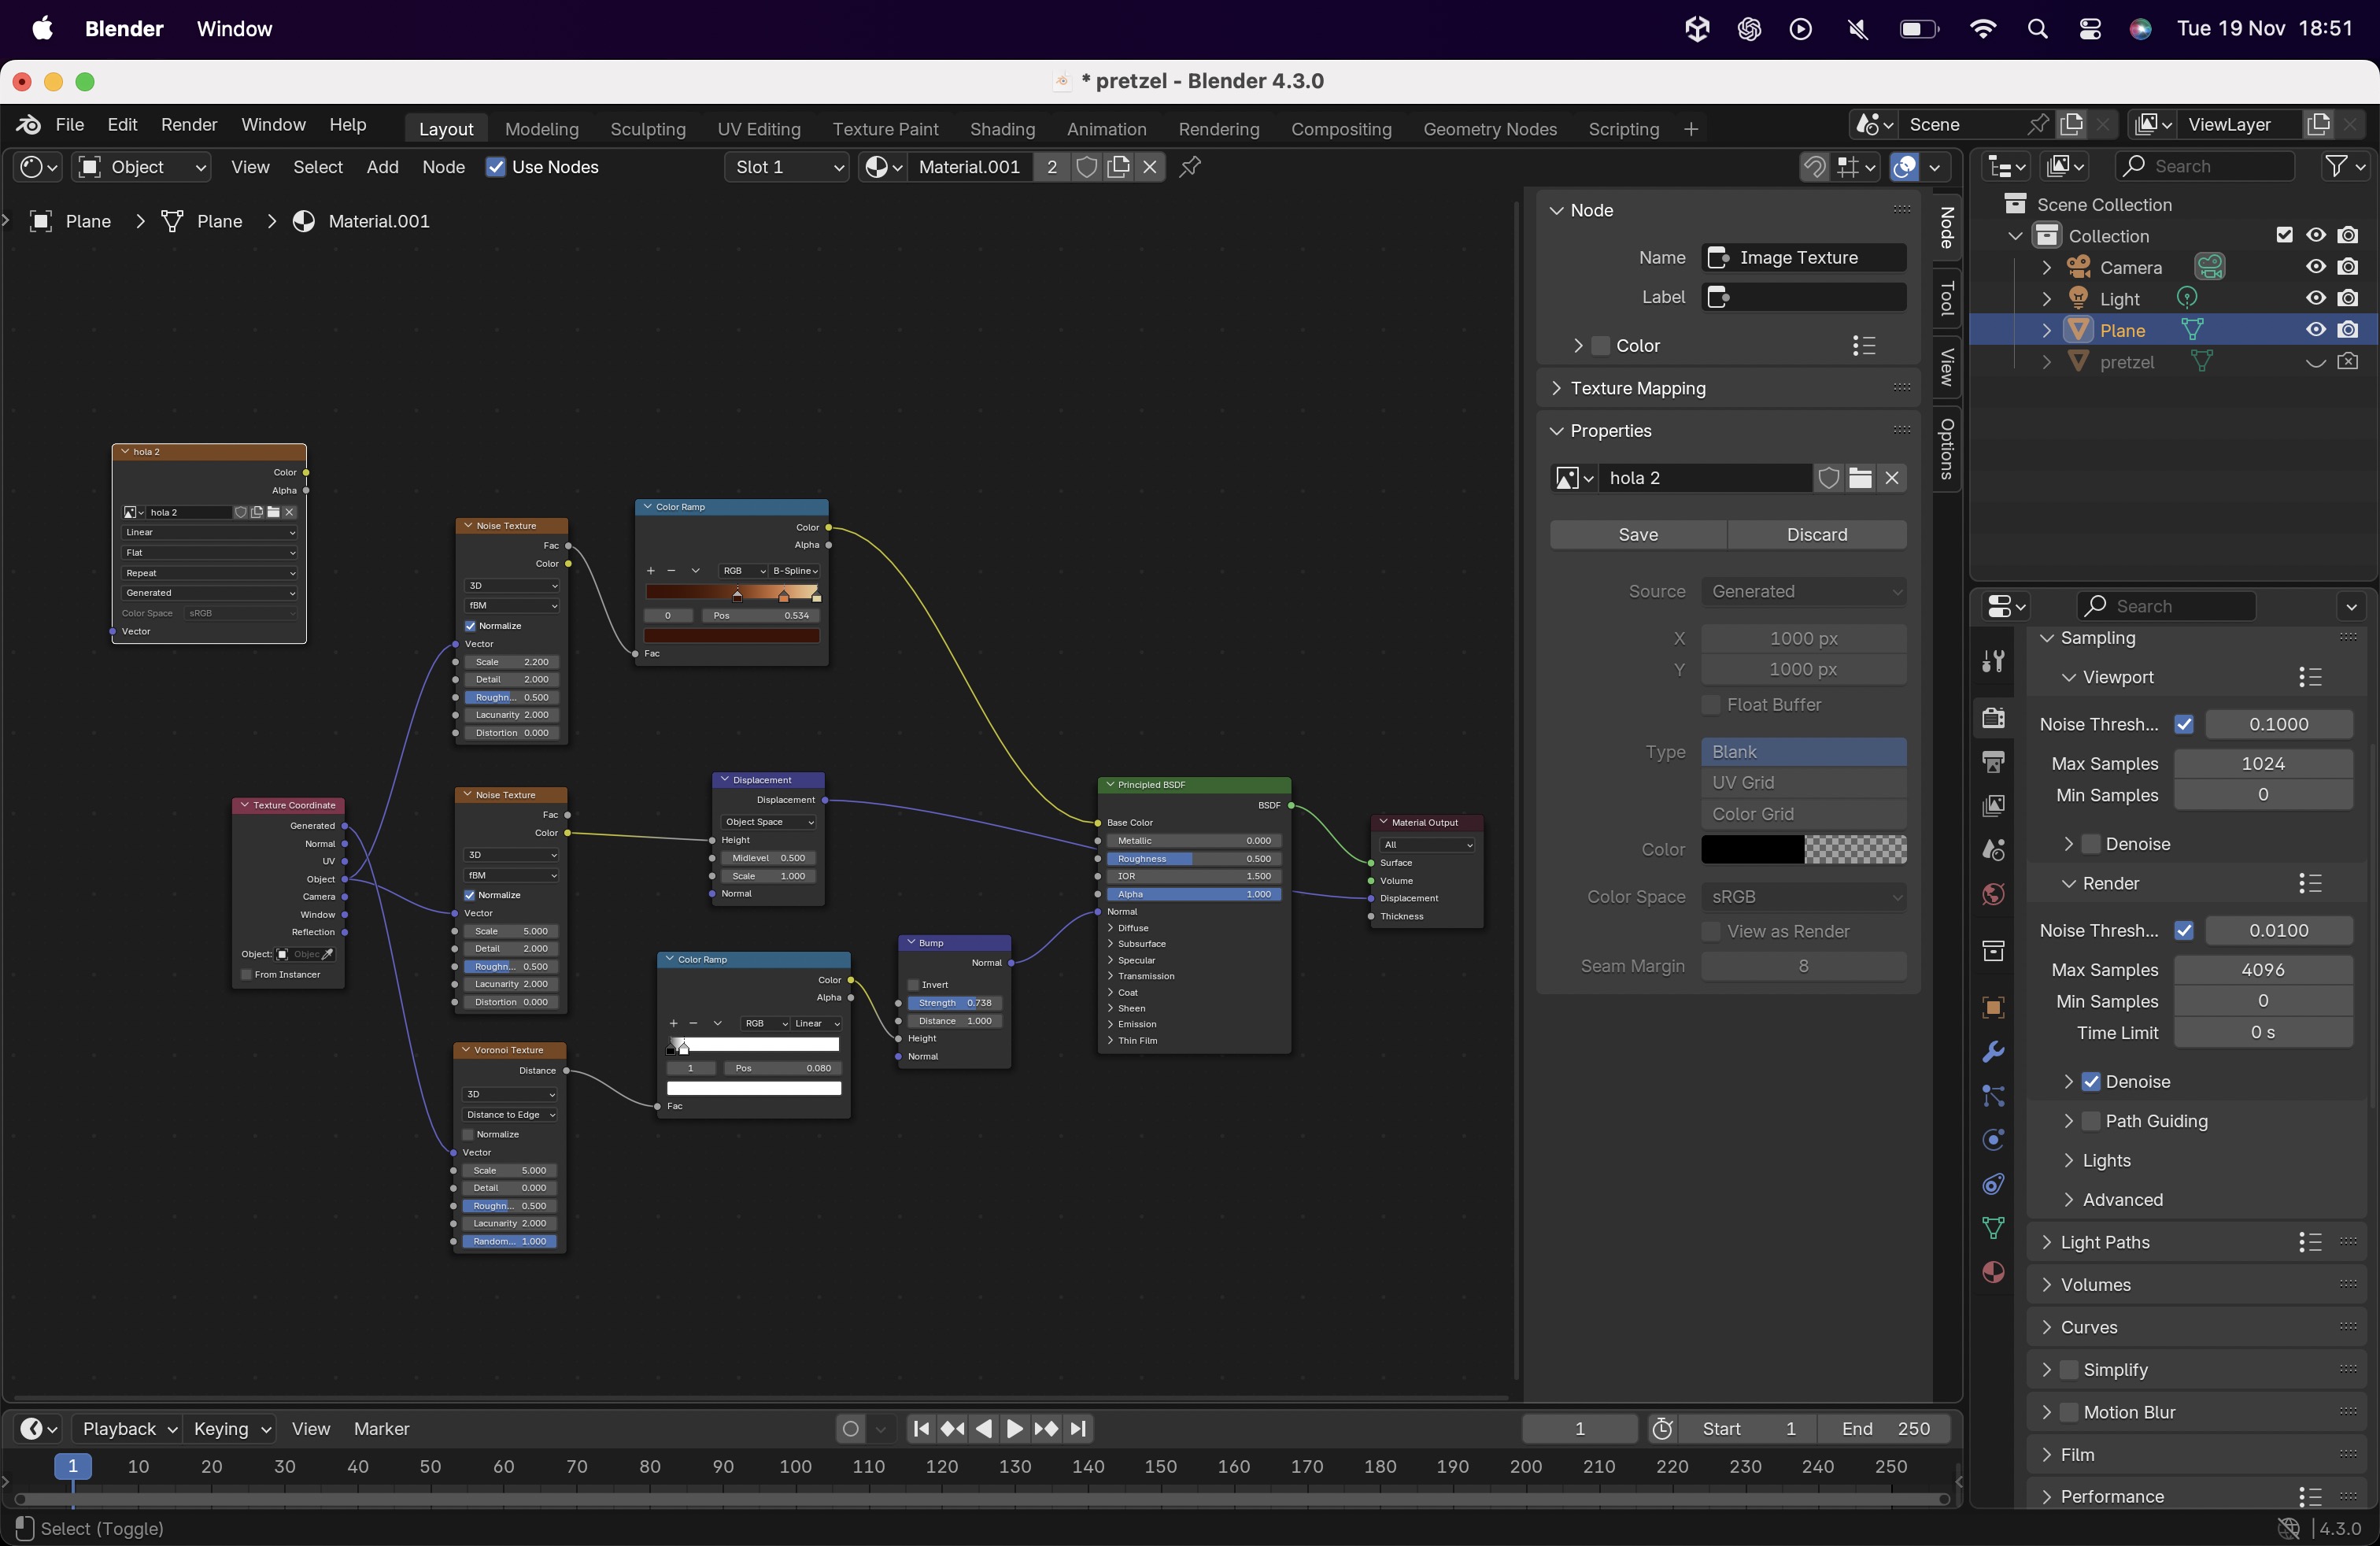 Blender Window Tue 19 Nov 18:51
* pretzel - Blender 4.3.0
File Edit Render Window Help Layout Modeling Sculpting UV Editing Texture Paint Shading Animation Rendering Compositing Geometry Nodes Scripting + Scene ViewLayer
Object View Select Add Node Use Nodes Slot 1 Material.001 2
Plane > Plane > Material.001
hola 2
Color
Alpha
hola 2
Linear
Flat
Repeat
Generated
Color Space sRGB
Vector
Noise Texture
Fac
Color
3D
fBM
Normalize
Vector
Scale 2.200
Detail 2.000
Roughn... 0.500
Lacunarity 2.000
Distortion 0.000
Color Ramp
Color
Alpha
RGB B-Spline
0 Pos 0.534
Fac
Texture Coordinate
Generated
Normal
UV
Object
Camera
Window
Reflection
Object: Objec
From Instancer
Noise Texture
Fac
Color
3D
fBM
Normalize
Vector
Scale 5.000
Detail 2.000
Roughn... 0.500
Lacunarity 2.000
Distortion 0.000
Displacement
Displacement
Object Space
Height
Midlevel 0.500
Scale 1.000
Normal
Voronoi Texture
Distance
3D
Distance to Edge
Normalize
Vector
Scale 5.000
Detail 0.000
Roughn... 0.500
Lacunarity 2.000
Random... 1.000
Color Ramp
Color
Alpha
RGB Linear
1 Pos 0.080
Fac
Bump
Normal
Invert
Strength 0.738
Distance 1.000
Height
Normal
Principled BSDF
BSDF
Base Color
Metallic 0.000
Roughness 0.500
IOR 1.500
Alpha 1.000
Normal
Diffuse
Subsurface
Specular
Transmission
Coat
Sheen
Emission
Thin Film
Material Output
All
Surface
Volume
Displacement
Thickness
Node
Name Image Texture
Label
Color
Texture Mapping
Properties
hola 2
Save Discard
Source Generated
X 1000 px
Y 1000 px
Float Buffer
Type Blank
UV Grid
Color Grid
Color
Color Space sRGB
View as Render
Seam Margin 8
Node
Tool
View
Options
Search
Scene Collection
Collection
Camera
Light
Plane
pretzel
Search
Sampling
Viewport
Noise Thresh... 0.1000
Max Samples 1024
Min Samples 0
Denoise
Render
Noise Thresh... 0.0100
Max Samples 4096
Min Samples 0
Time Limit 0 s
Denoise
Path Guiding
Lights
Advanced
Light Paths
Volumes
Curves
Simplify
Motion Blur
Film
Performance
Playback Keying View Marker 1 Start 1 End 250
1 10 20 30 40 50 60 70 80 90 100 110 120 130 140 150 160 170 180 190 200 210 220 230 240 250
Select (Toggle) 4.3.0